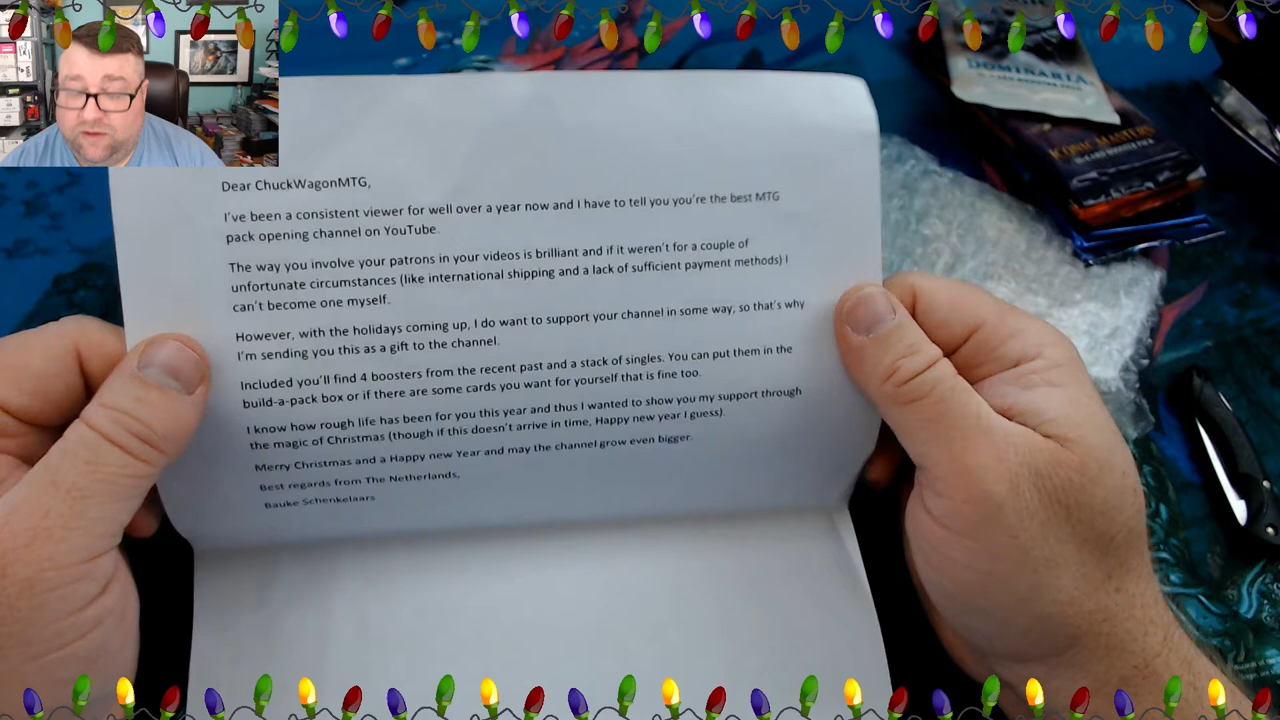 DOMINARIA
ICONIC MASTERS
Dear ChuckWagonMTG,
I've been a consistent viewer for well over a year now and I have to tell you you're the best MTG
pack opening channel on YouTube.
The way you involve your patrons in your videos is brilliant and if it weren't for a couple of
unfortunate circumstances (like international shipping and a lack of sufficient payment methods) I
can't become one myself.
However, with the holidays coming up, I do want to support your channel in some way, so that's why
I'm sending you this as a gift to the channel.
Included you'll find 4 boosters from the recent past and a stack of singles. You can put them in the
build-a-pack box or if there are some cards you want for yourself that is fine too.
I know how rough life has been for you this year and thus I wanted to show you my support through
the magic of Christmas (though if this doesn't arrive in time, Happy new year I guess).
Merry Christmas and a Happy new Year and may the channel grow even bigger.
Best regards from The Netherlands,
Bauke Schenkelaars